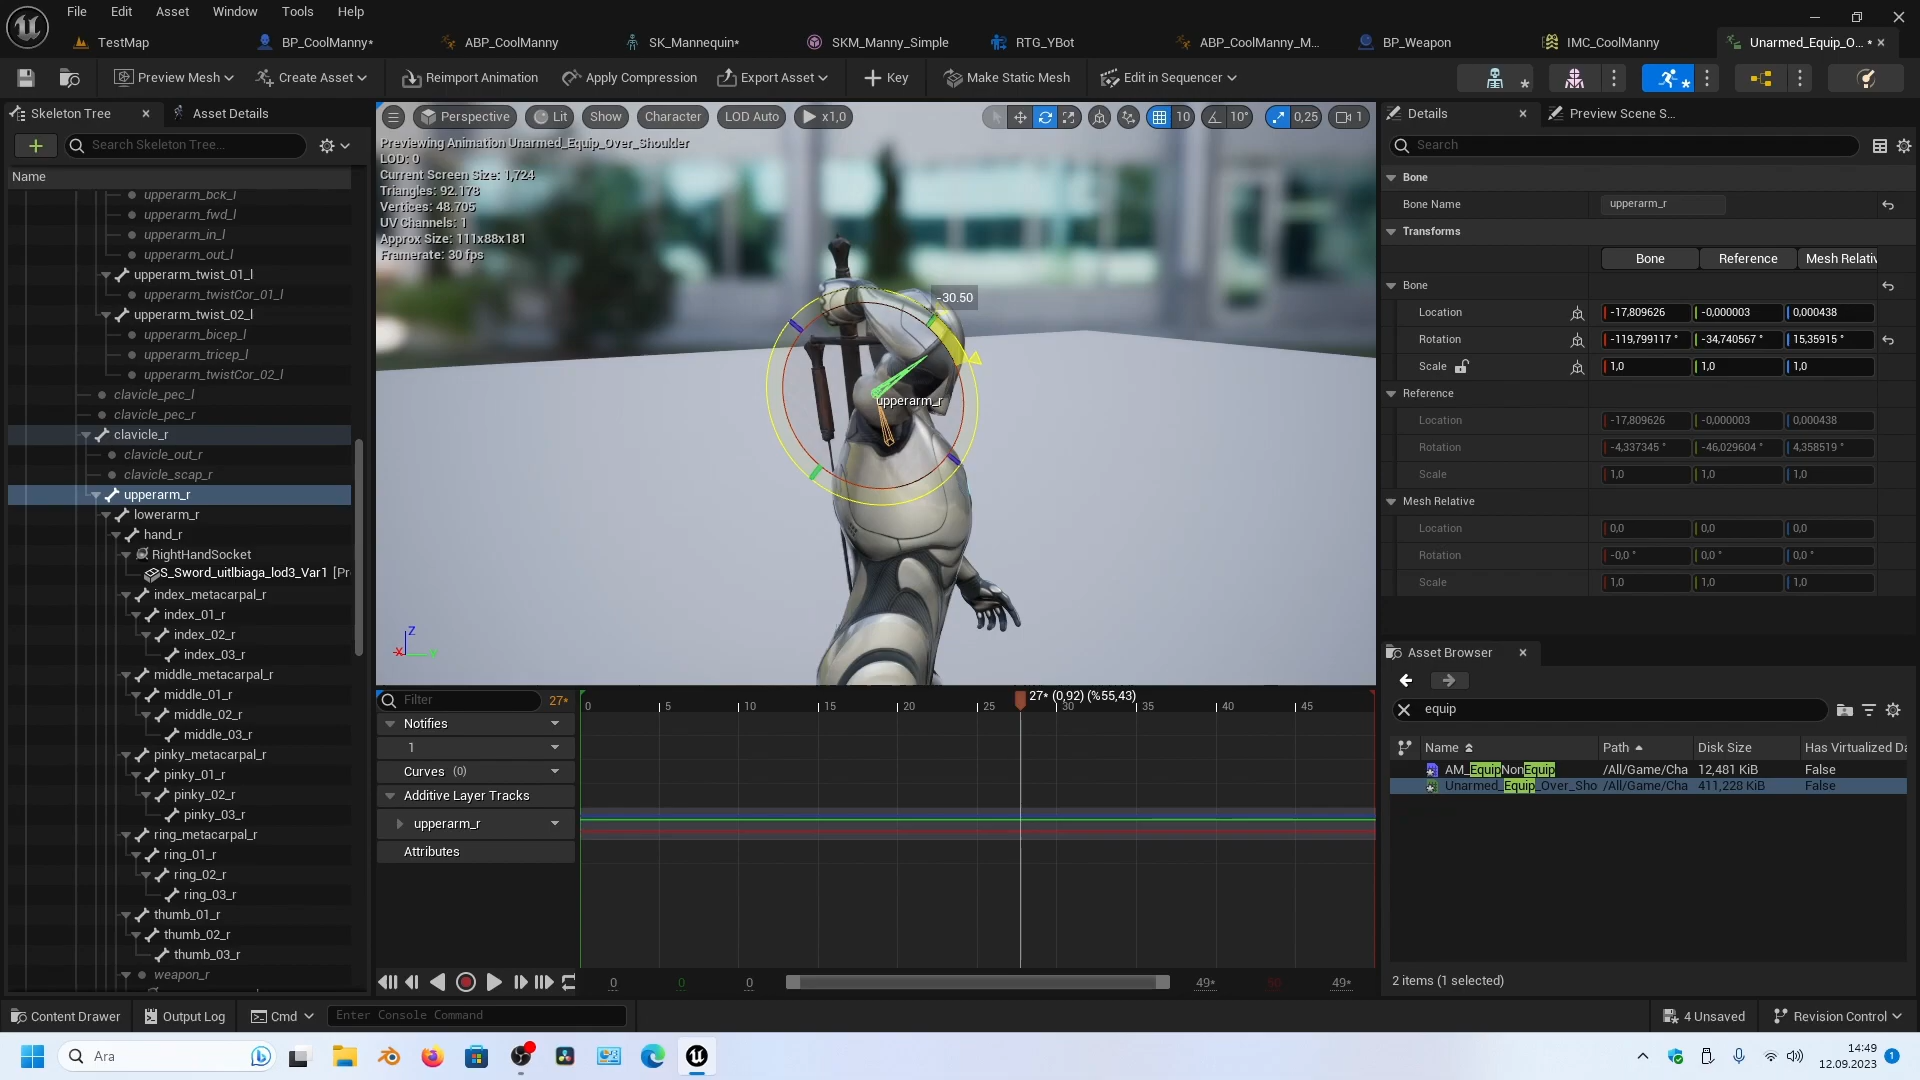 File Edit Asset Window Tools Help
TestMap BP_CoolManny* ABP_CoolManny SK_Mannequin* SKM_Manny_Simple RTG_YBot ABP_CoolManny_M... BP_Weapon IMC_CoolManny Unarmed_Equip_O... *
Preview Mesh Create Asset Reimport Animation Apply Compression Export Asset Key Make Static Mesh Edit in Sequencer
Skeleton Tree Asset Details
Search Skeleton Tree...
Name
upperarm_bck_l
upperarm_fwd_l
upperarm_in_l
upperarm_out_l
upperarm_twist_01_l
upperarm_twistCor_01_l
upperarm_twist_02_l
upperarm_bicep_l
upperarm_tricep_l
upperarm_twistCor_02_l
clavicle_pec_l
clavicle_pec_r
clavicle_r
clavicle_out_r
clavicle_scap_r
upperarm_r
lowerarm_r
hand_r
RightHandSocket
S_Sword_uitlbiaga_lod3_Var1 [Pr
index_metacarpal_r
index_01_r
index_02_r
index_03_r
middle_metacarpal_r
middle_01_r
middle_02_r
middle_03_r
pinky_metacarpal_r
pinky_01_r
pinky_02_r
pinky_03_r
ring_metacarpal_r
ring_01_r
ring_02_r
ring_03_r
thumb_01_r
thumb_02_r
thumb_03_r
weapon_r
Perspective Lit Show Character LOD Auto x1,0 10 10° 0,25 1
Previewing Animation Unarmed_Equip_Over_Shoulder
LOD: 0
Current Screen Size: 1,724
Triangles: 92.178
Vertices: 48.705
UV Channels: 1
Approx Size: 111x88x181
Framerate: 30 fps
-30.50
upperarm_r
Z
X
Filter 27*
27* (0,92) (%55,43)
0 5 10 15 20 25 30 35 40 45
Notifies
1
Curves (0)
Additive Layer Tracks
upperarm_r
Attributes
0 0 0 49* 50 49*
Details Preview Scene S...
Search
Bone
Bone Name upperarm_r
Transforms
Bone Reference Mesh Relativ
Bone
Location -17,809626 -0,000003 0,000438
Rotation -119,799117 ° -34,740567 ° 15,35915 °
Scale 1,0 1,0 1,0
Reference
Location -17,809626 -0,000003 0,000438
Rotation -4,337345 ° -46,029604 ° 4,358519 °
Scale 1,0 1,0 1,0
Mesh Relative
Location 0,0 0,0 0,0
Rotation -0,0 ° 0,0 ° 0,0 °
Scale 1,0 1,0 1,0
Asset Browser
equip
Name Path Disk Size Has Virtualized Da
AM_EquipNonEquip /All/Game/Cha 12,481 KiB False
Unarmed_Equip_Over_Sho /All/Game/Cha 411,228 KiB False
2 items (1 selected)
Content Drawer Output Log Cmd Enter Console Command 4 Unsaved Revision Control
Ara
14:49
12.09.2023
1